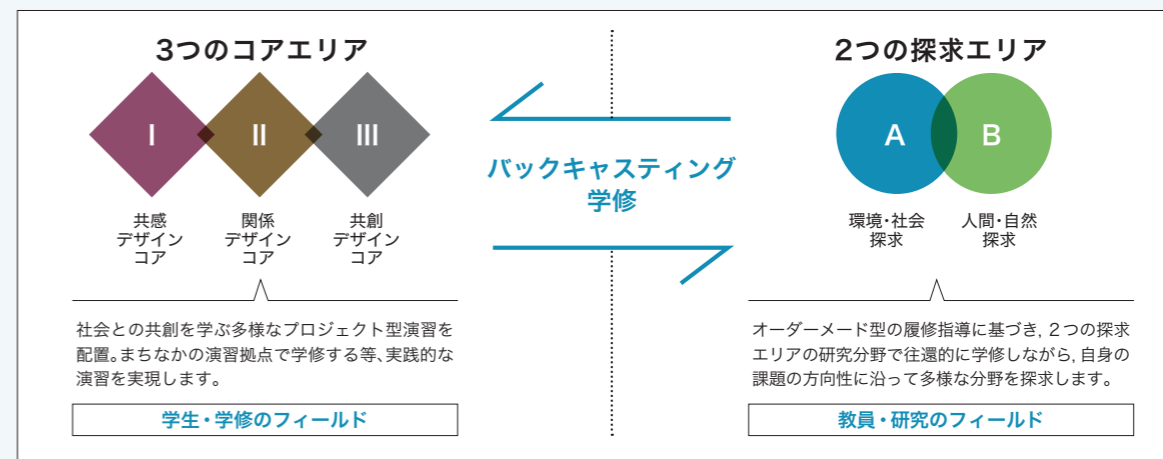 3つのコアエリア
I
II
III
共感
デザイン
コア
関係
デザイン
コア
共創
デザイン
コア
社会との共創を学ぶ多様なプロジェクト型演習を
配置。まちなかの演習拠点で学修する等、実践的な
演習を実現します。
学生・学修のフィールド
バックキャスティング
学修
2つの探求エリア
A
B
環境・社会
探求
人間・自然
探求
オーダーメード型の履修指導に基づき, 2つの探求
エリアの研究分野で往還的に学修しながら, 自身の
課題の方向性に沿って多様な分野を探求します。
教員・研究のフィールド